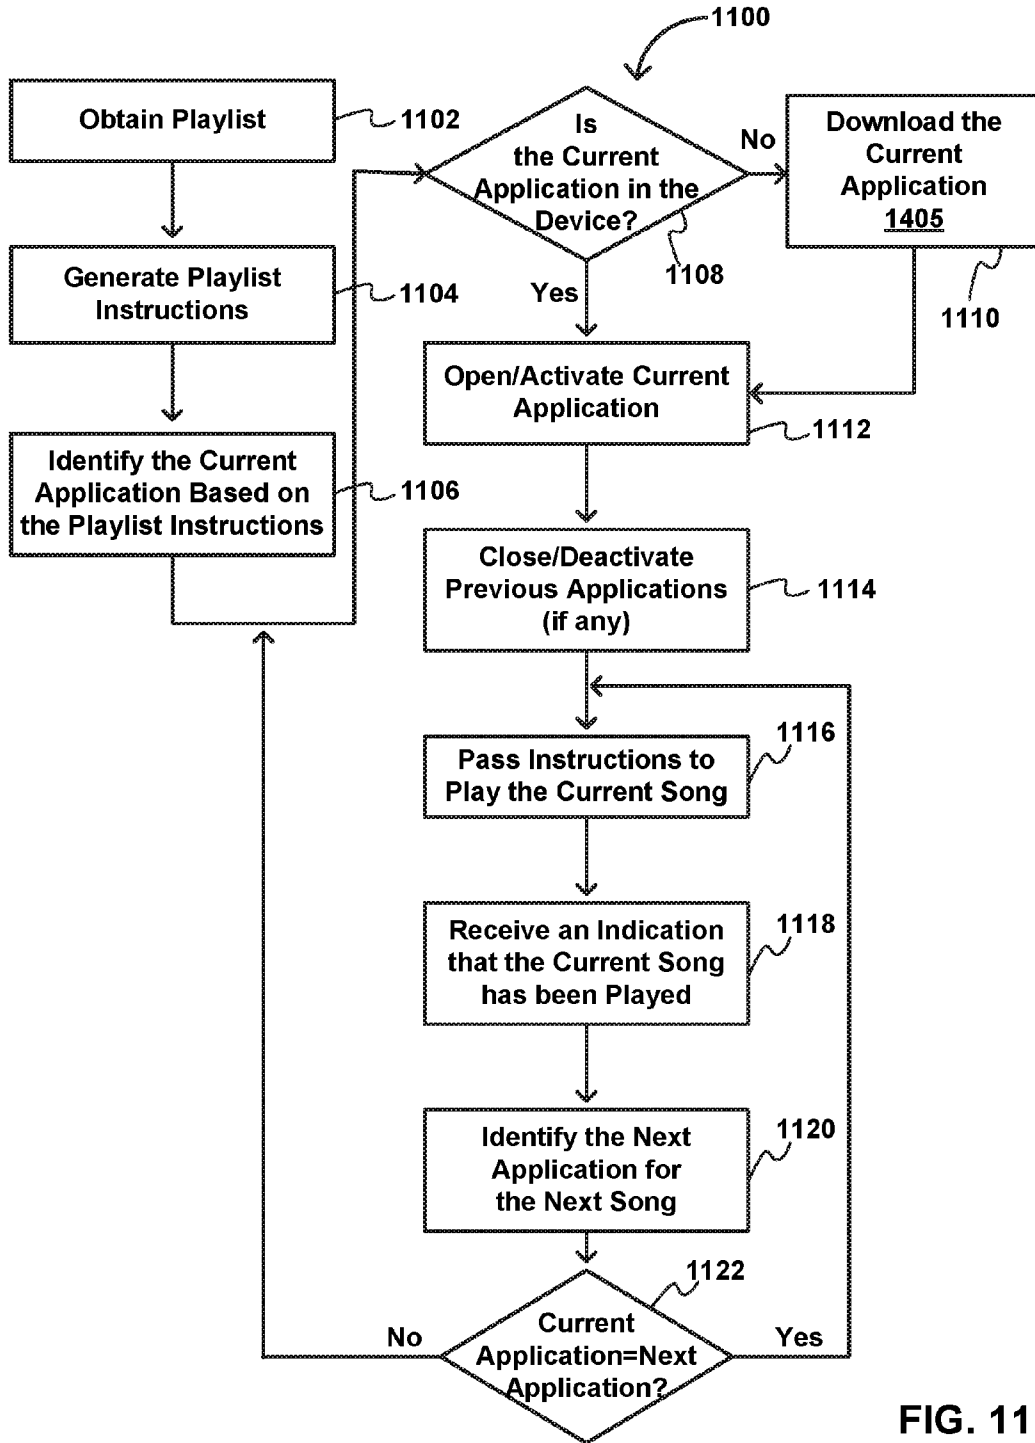 1100
Obtain Playlist
1102
Generate Playlist
Instructions
1104
Identify the Current
Application Based on
the Playlist Instructions
1106
Is
the Current
Application in the
Device?
1108
No
Yes
Download the
Current
Application
1405
1110
Open/Activate Current
Application
1112
Close/Deactivate
Previous Applications
(if any)
1114
Pass Instructions to
Play the Current Song
1116
Receive an Indication
that the Current Song
has been Played
1118
Identify the Next
Application for
the Next Song
1120
Current
Application=Next
Application?
1122
No
Yes
FIG. 11